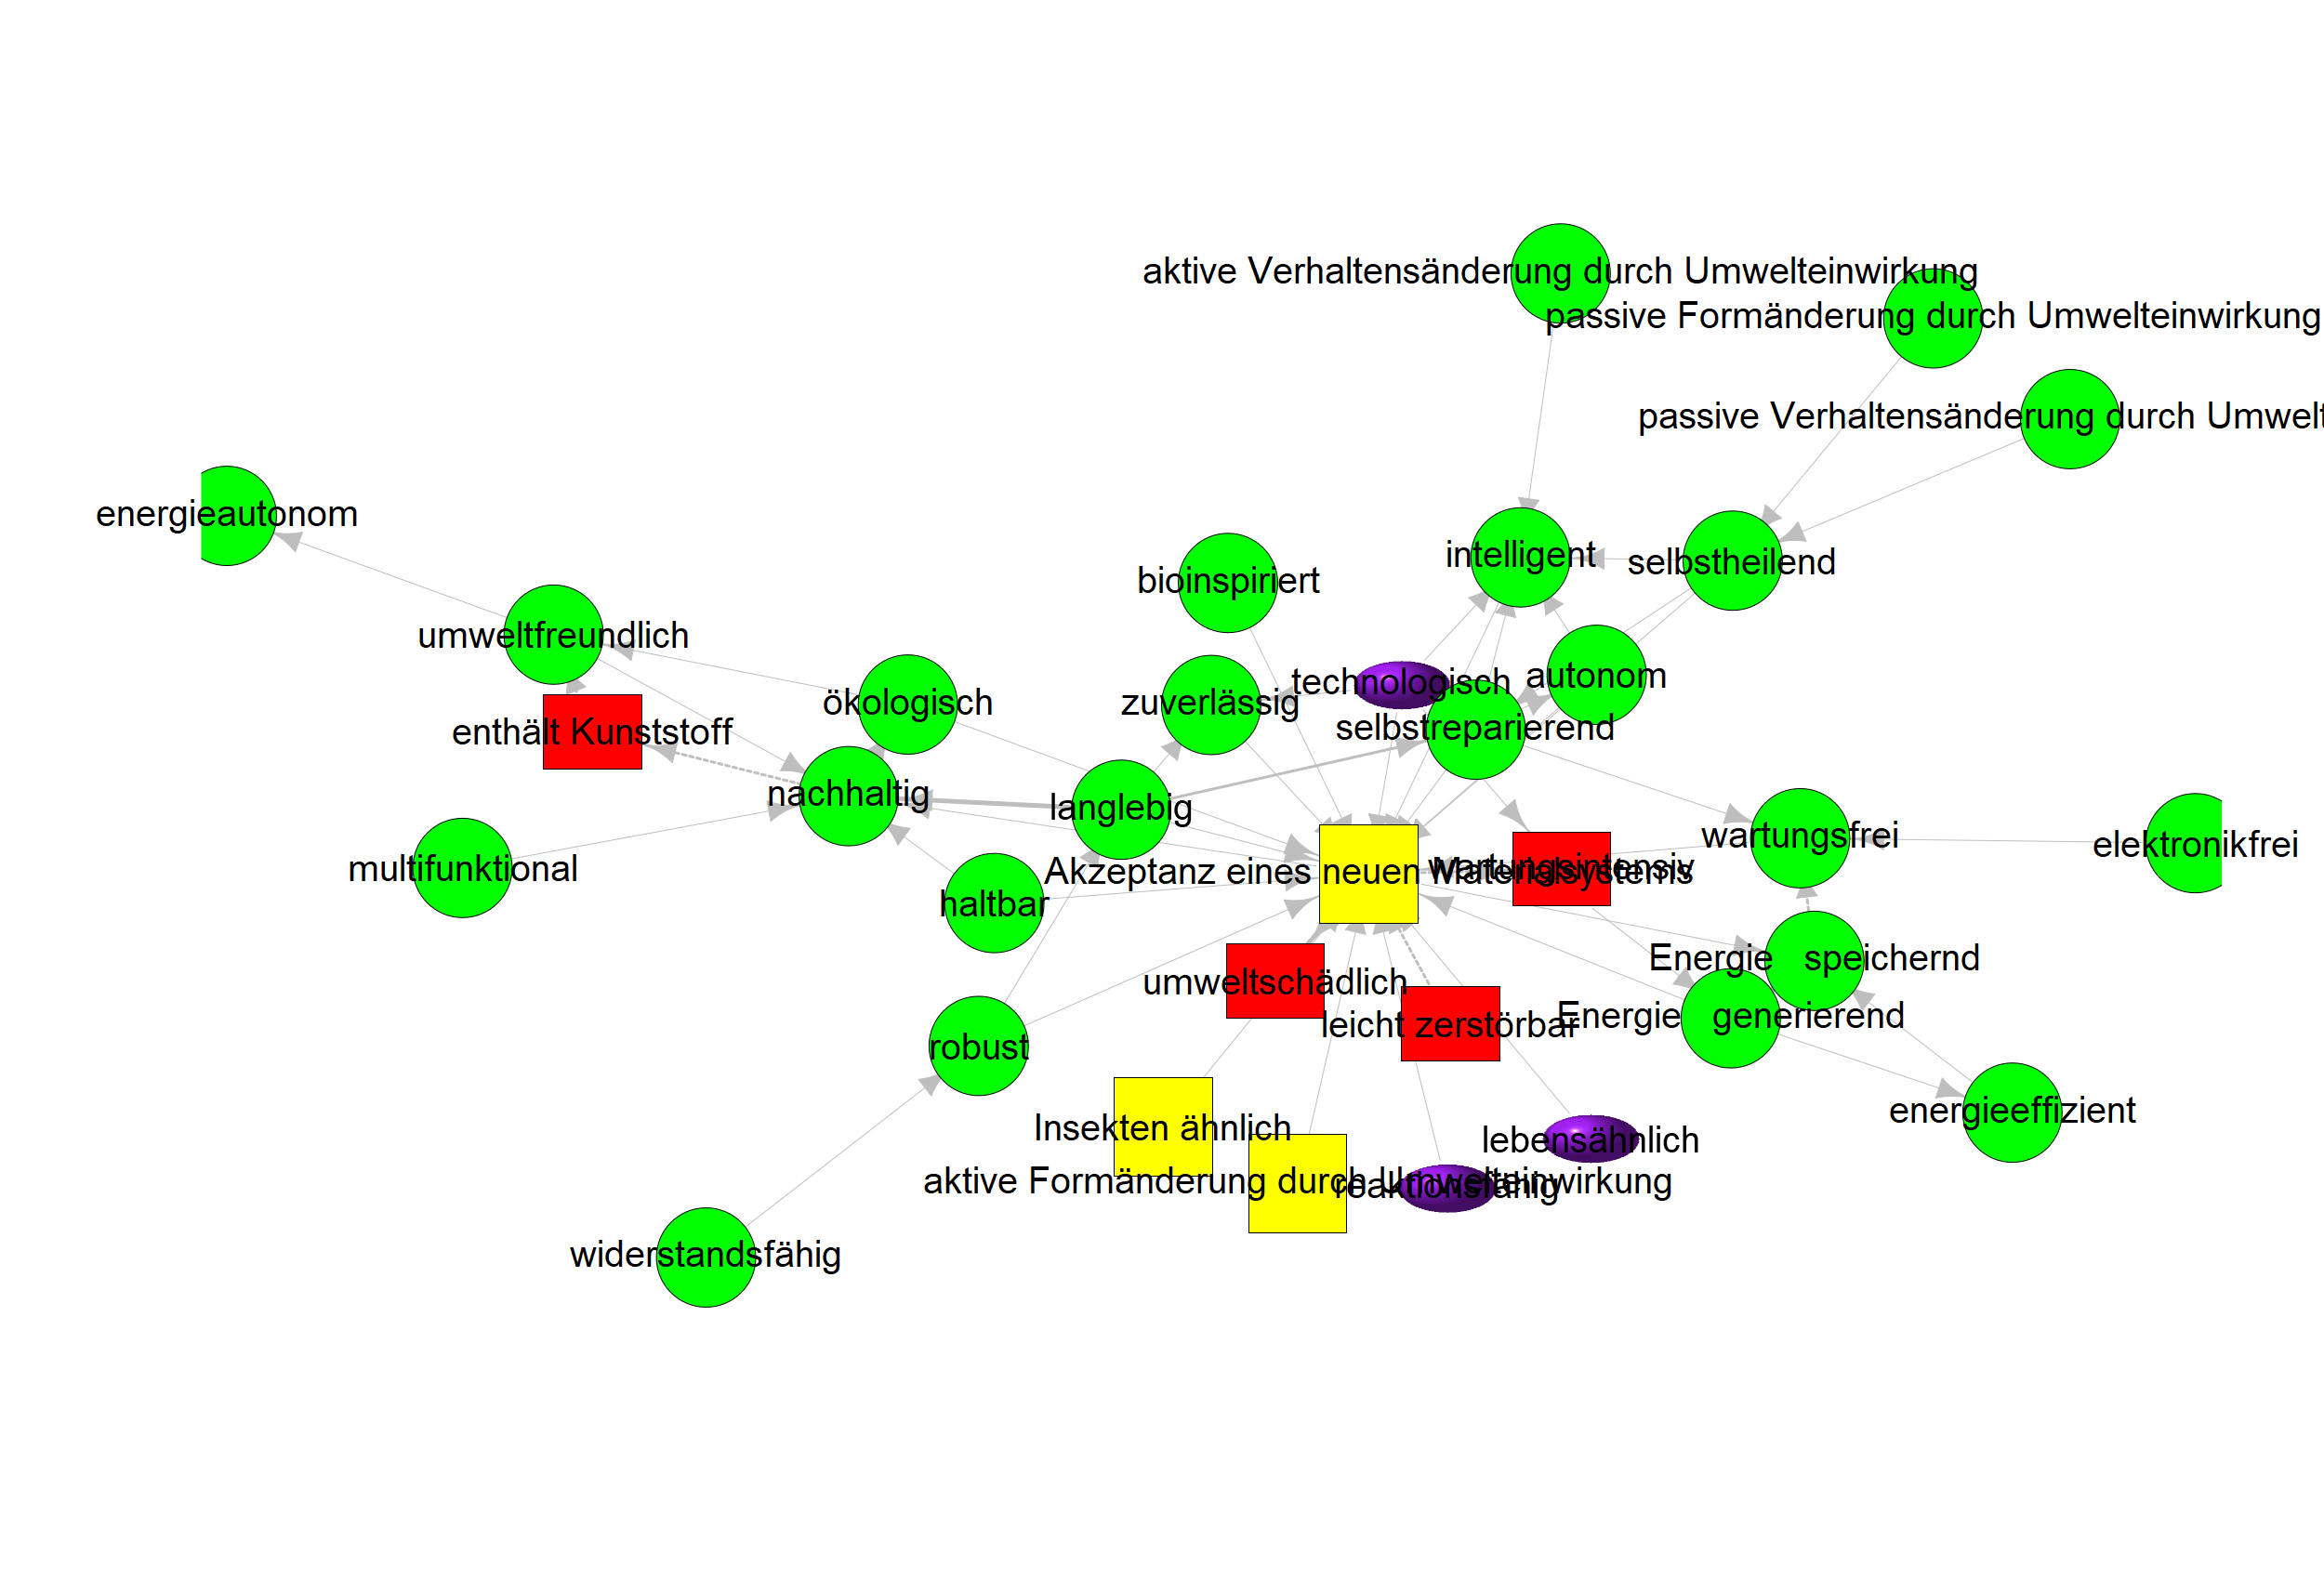 aktive Verhaltensänderung durch Umwelteinwirkung
passive Formänderung durch Umwelteinwirkung
passive Verhaltensänderung durch Umwelt
energieautonom
intelligent
selbstheilend
bioinspiriert
umweltfreundlich
technologisch
autonom
ökologisch
zuverlässig
selbstreparierend
enthält Kunststoff
nachhaltig
langlebig
wartungsfrei
elektronikfrei
multifunktional
Akzeptanz eines neuen Materialsystems
wartungsintensiv
haltbar
Energie speichernd
umweltschädlich
leicht zerstörbar
Energie generierend
robust
energieeffizient
Insekten ähnlich
lebensähnlich
aktive Formänderung durch Umwelteinwirkung
reaktionsfähig
widerstandsfähig